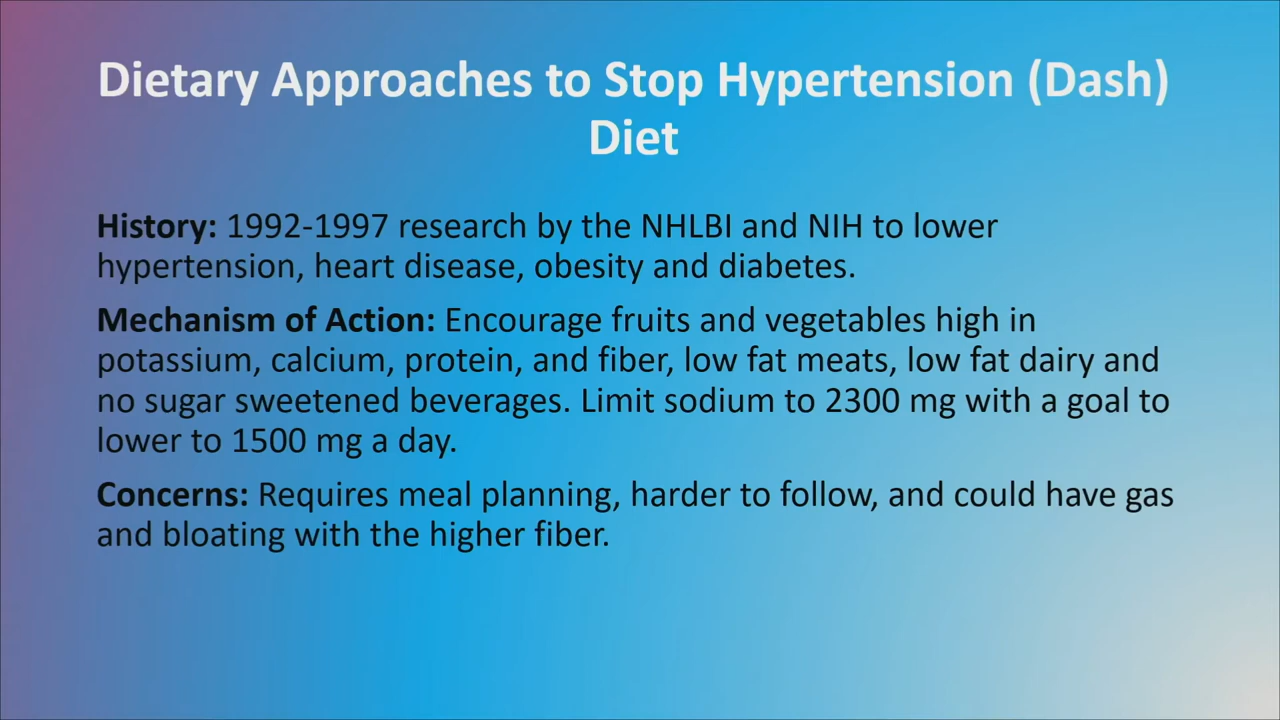 Dietary Approaches to Stop Hypertension (Dash)
Diet
History: 1992-1997 research by the NHLBI and NIH to lower
hypertension, heart disease, obesity and diabetes.
Mechanism of Action: Encourage fruits and vegetables high in
potassium, calcium, protein, and fiber, low fat meats, low fat dairy and
no sugar sweetened beverages. Limit sodium to 2300 mg with a goal to
lower to 1500 mg a day.
Concerns: Requires meal planning, harder to follow, and could have gas
and bloating with the higher fiber.